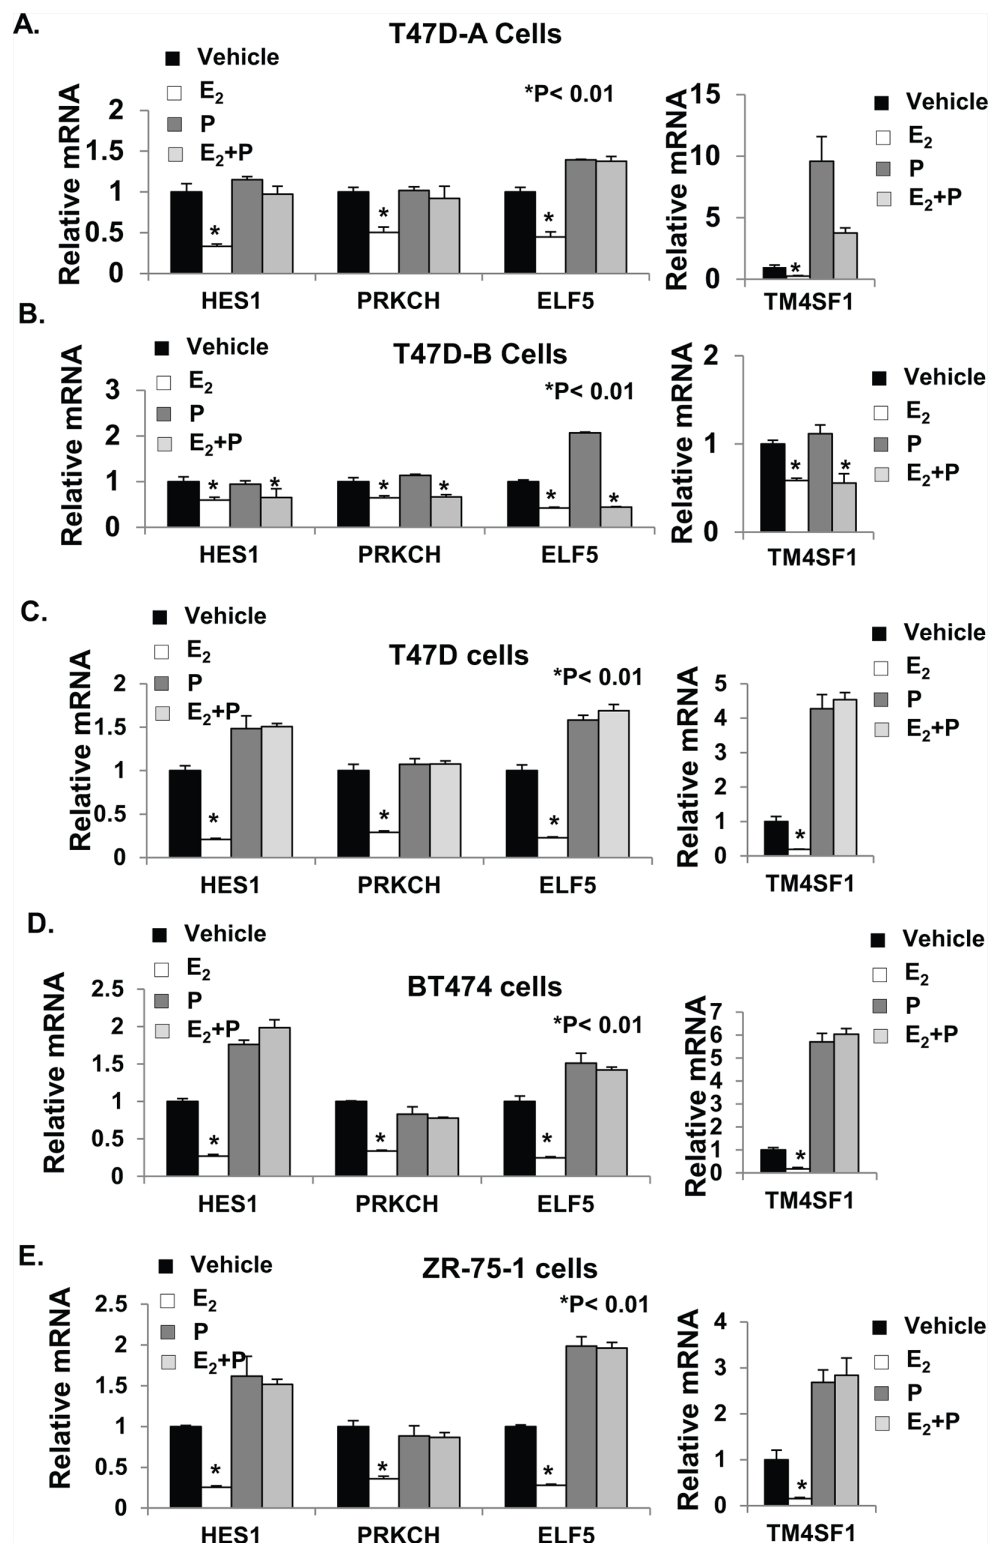 A.
T47D-A Cells
Vehicle
E2
P
E2+P
*P< 0.01
Relative mRNA
2
1.5
1
0.5
0
*
*
*
HES1 PRKCH ELF5
Relative mRNA
15
10
5
0
*
TM4SF1
Vehicle
E2
P
E2+P
B.
T47D-B Cells
Vehicle
E2
P
E2+P
*P< 0.01
Relative mRNA
3
2
1
0
* *
* *
* *
HES1 PRKCH ELF5
Relative mRNA
2
1
0
* *
TM4SF1
Vehicle
E2
P
E2+P
C.
T47D cells
Vehicle
E2
P
E2+P
*P< 0.01
Relative mRNA
2
1.5
1
0.5
0
*
*
*
HES1 PRKCH ELF5
Relative mRNA
5
4
3
2
1
0
*
TM4SF1
Vehicle
E2
P
E2+P
D.
BT474 cells
Vehicle
E2
P
E2+P
*P< 0.01
Relative mRNA
2.5
2
1.5
1
0.5
0
*
*
*
HES1 PRKCH ELF5
Relative mRNA
7
6
5
4
3
2
1
0
*
TM4SF1
Vehicle
E2
P
E2+P
E.
ZR-75-1 cells
Vehicle
E2
P
E2+P
*P< 0.01
Relative mRNA
2.5
2
1.5
1
0.5
0
*
*
*
HES1 PRKCH ELF5
Relative mRNA
4
3
2
1
0
*
TM4SF1
Vehicle
E2
P
E2+P